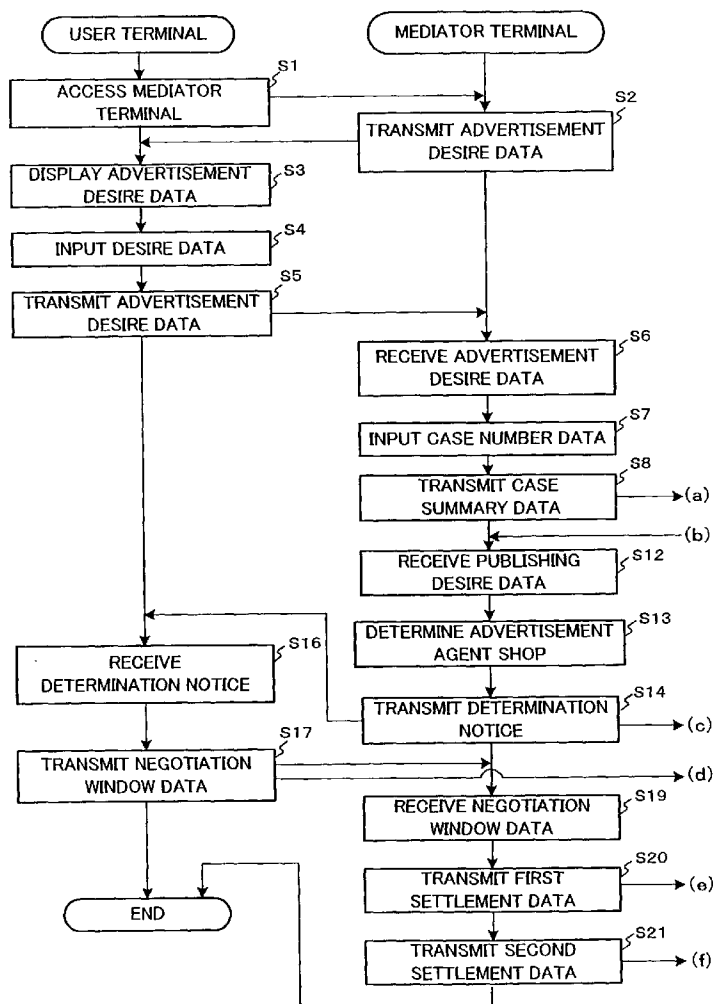 USER TERMINAL
MEDIATOR TERMINAL
S1
ACCESS MEDIATOR
TERMINAL
S2
TRANSMIT ADVERTISEMENT
DESIRE DATA
S3
DISPLAY ADVERTISEMENT
DESIRE DATA
S4
INPUT DESIRE DATA
S5
TRANSMIT ADVERTISEMENT
DESIRE DATA
S6
RECEIVE ADVERTISEMENT
DESIRE DATA
S7
INPUT CASE NUMBER DATA
S8
TRANSMIT CASE
SUMMARY DATA
(a)
(b)
S12
RECEIVE PUBLISHING
DESIRE DATA
S13
DETERMINE ADVERTISEMENT
AGENT SHOP
S16
RECEIVE
DETERMINATION NOTICE
S14
TRANSMIT DETERMINATION
NOTICE
(c)
S17
TRANSMIT NEGOTIATION
WINDOW DATA
(d)
S19
RECEIVE NEGOTIATION
WINDOW DATA
S20
TRANSMIT FIRST
SETTLEMENT DATA
(e)
END
S21
TRANSMIT SECOND
SETTLEMENT DATA
(f)